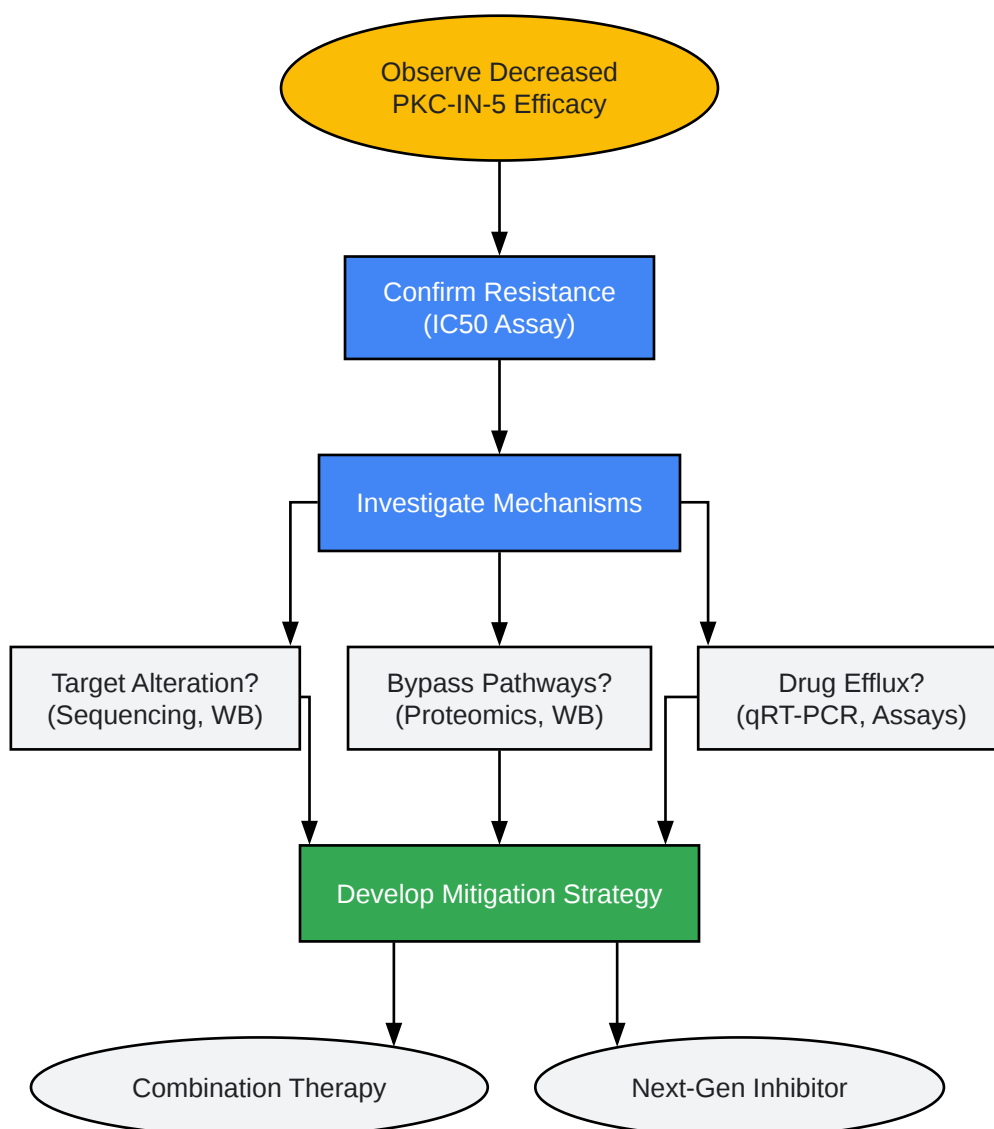 Observe Decreased
PKC-IN-5 Efficacy
Confirm Resistance
(IC50 Assay)
Investigate Mechanisms
Target Alteration?
(Sequencing, WB)
Bypass Pathways?
(Proteomics, WB)
Drug Efflux?
(qRT-PCR, Assays)
Develop Mitigation Strategy
Combination Therapy
Next-Gen Inhibitor